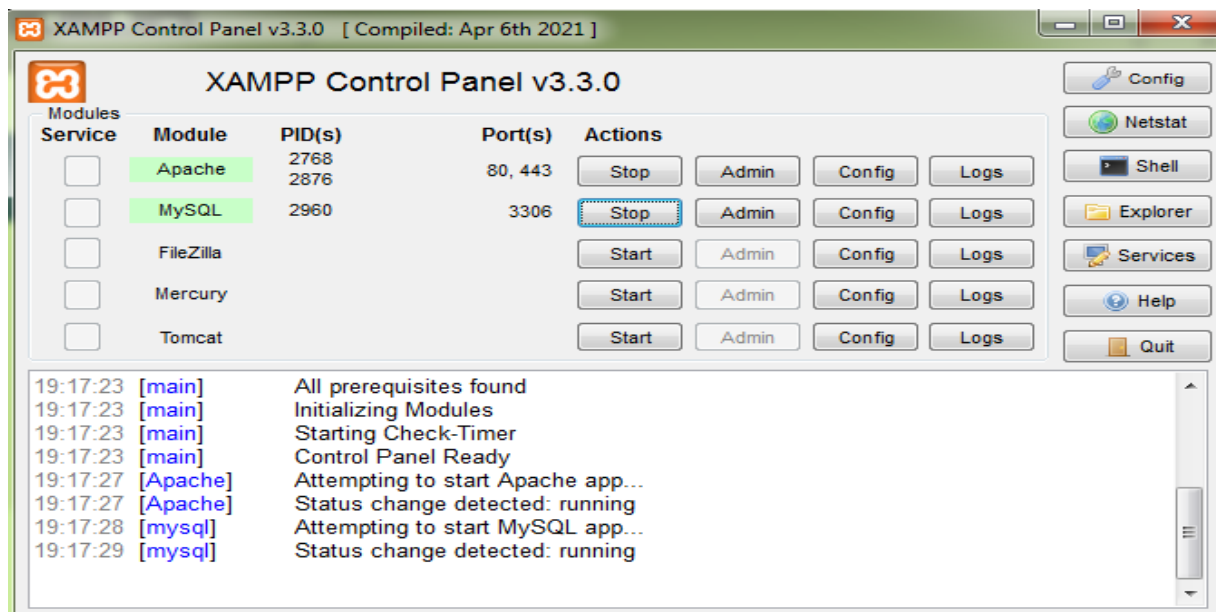 XAMPP Control Panel v3.3.0 [ Compiled: Apr 6th 2021 ]
XAMPP Control Panel v3.3.0
Config
Modules
Service Module PID(s) Port(s) Actions
Netstat
Apache 2768 2876 80, 443 Stop Admin Config Logs
Shell
MySQL 2960 3306 Stop Admin Config Logs
Explorer
FileZilla Start Admin Config Logs
Services
Mercury Start Admin Config Logs
Help
Tomcat Start Admin Config Logs
Quit
19:17:23 [main] All prerequisites found
19:17:23 [main] Initializing Modules
19:17:23 [main] Starting Check-Timer
19:17:23 [main] Control Panel Ready
19:17:27 [Apache] Attempting to start Apache app...
19:17:27 [Apache] Status change detected: running
19:17:28 [mysql] Attempting to start MySQL app...
19:17:29 [mysql] Status change detected: running